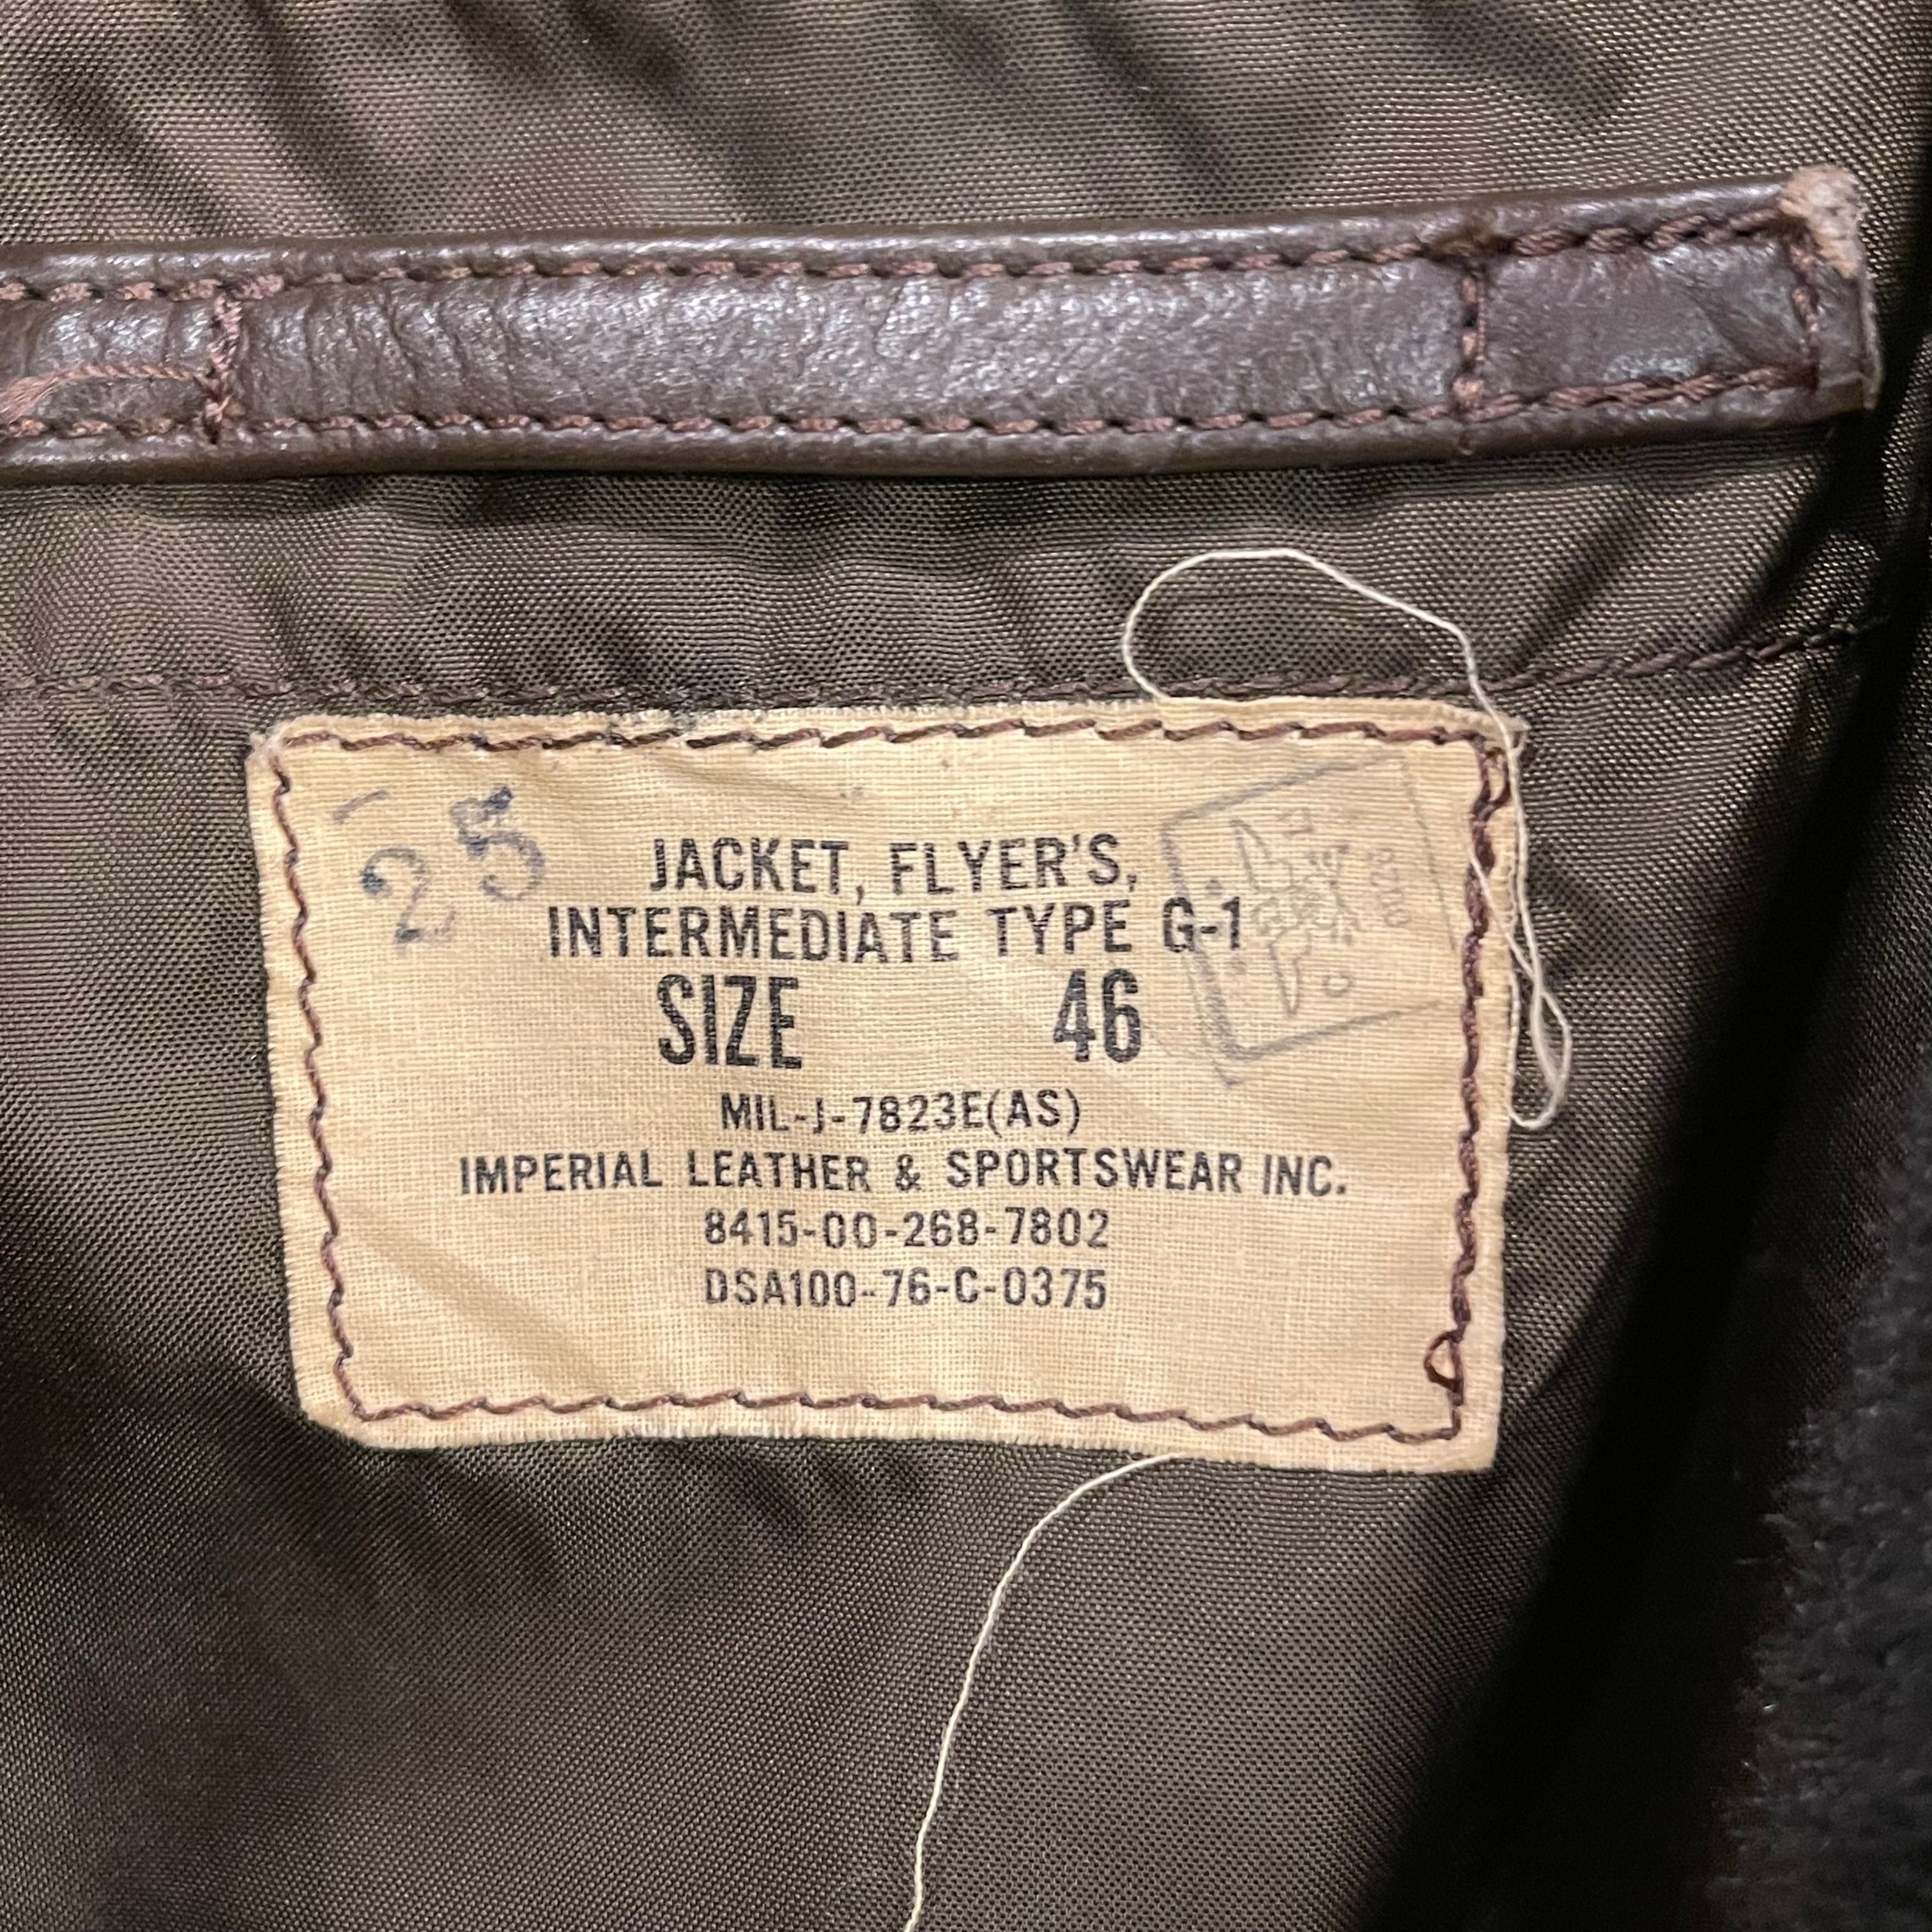 25
JACKET, FLYER'S,
INTERMEDIATE TYPE G-1
SIZE 46
MIL-J-7823E(AS)
IMPERIAL LEATHER & SPORTSWEAR INC.
8415-00-268-7802
DSA100-76-C-0375